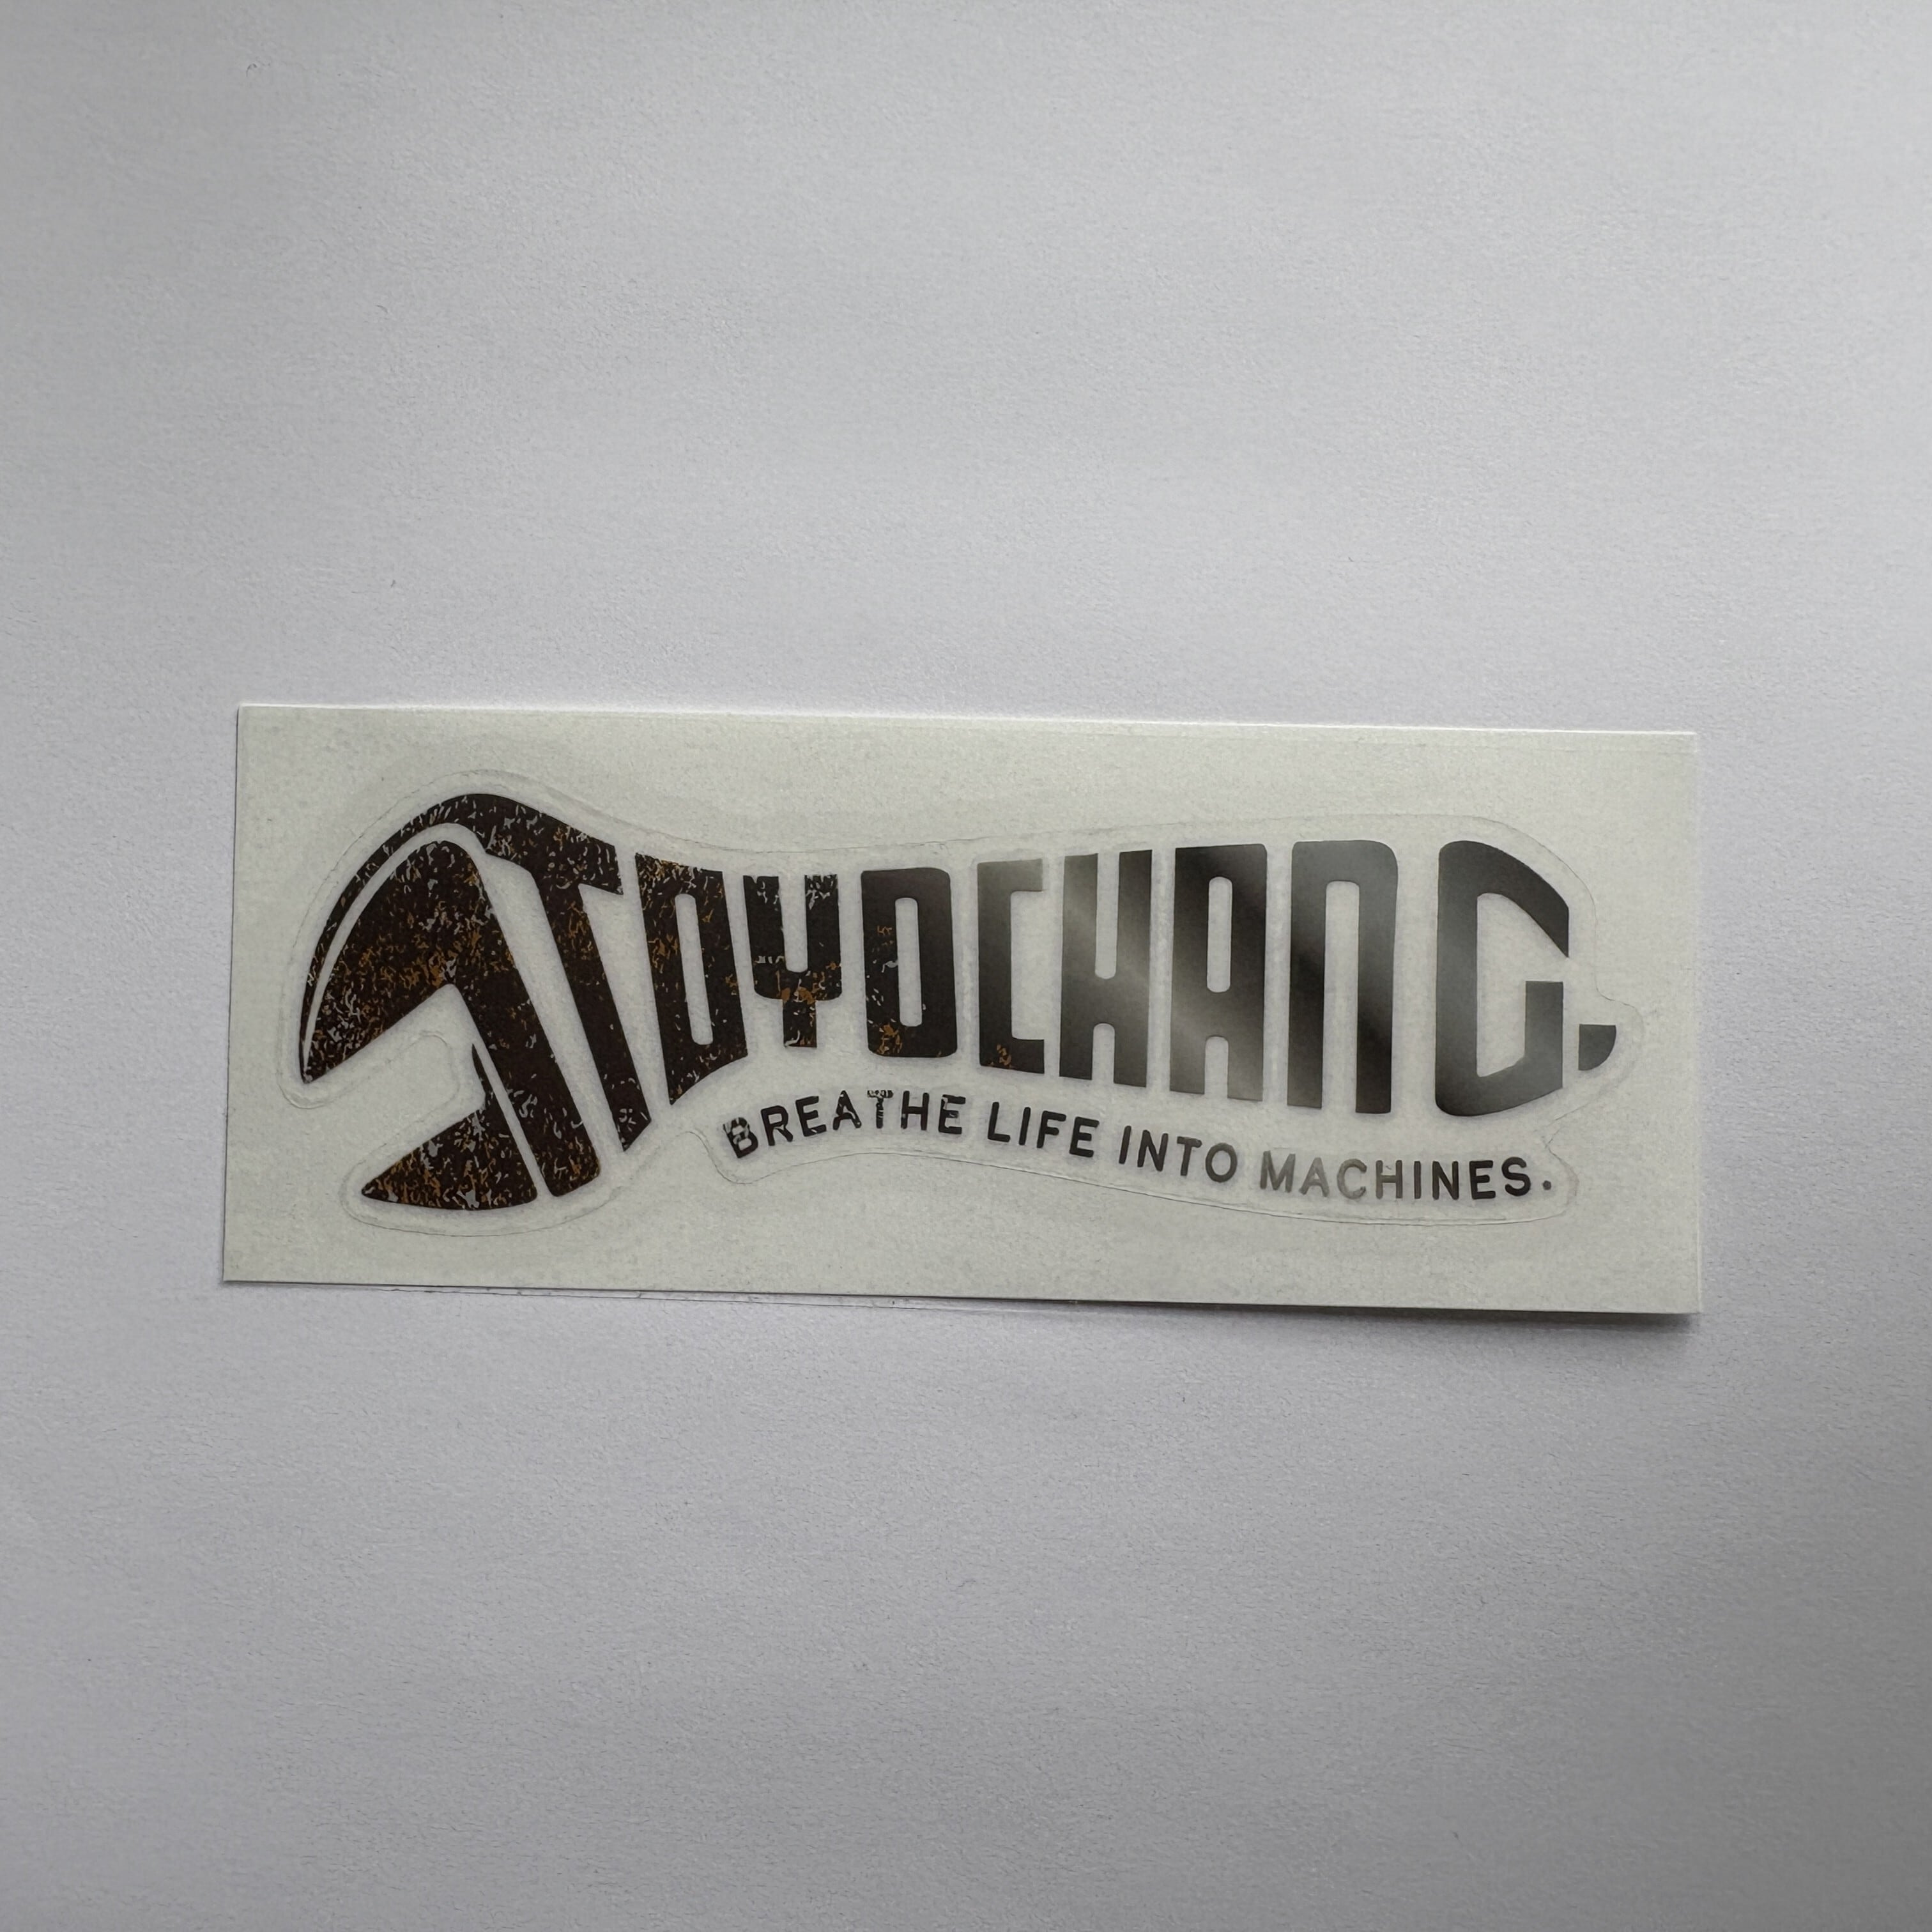 TOYOCHANG.
BREATHE LIFE INTO MACHINES.